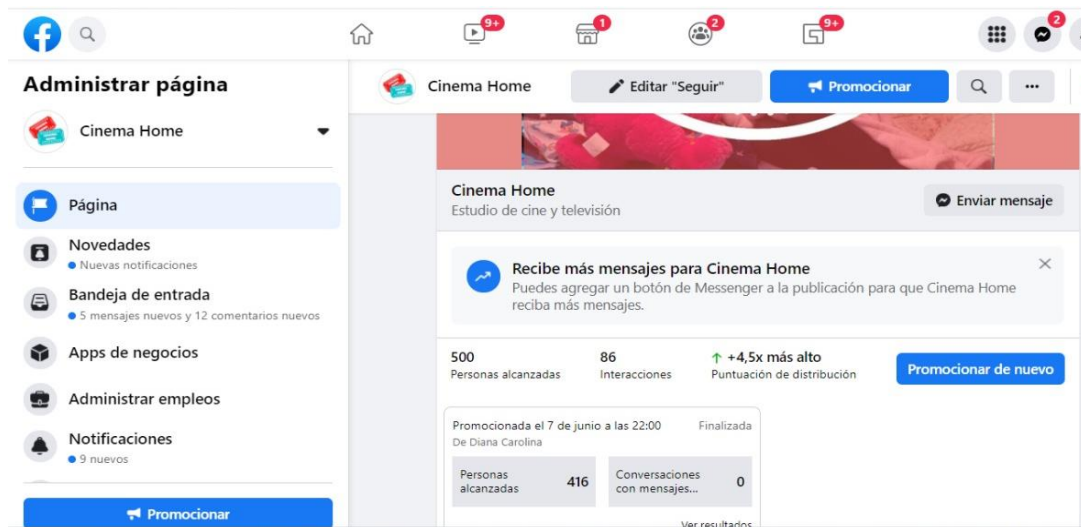 9+
1
2
9+
2
Administrar página
Cinema Home
Página
Novedades
Nuevas notificaciones
Bandeja de entrada
5 mensajes nuevos y 12 comentarios nuevos
Apps de negocios
Administrar empleos
Notificaciones
9 nuevos
Promocionar
Cinema Home
Editar "Seguir"
Promocionar
Cinema Home
Estudio de cine y televisión
Enviar mensaje
Recibe más mensajes para Cinema Home
Puedes agregar un botón de Messenger a la publicación para que Cinema Home
reciba más mensajes.
500
Personas alcanzadas
86
Interacciones
+4,5x más alto
Puntuación de distribución
Promocionar de nuevo
Promocionada el 7 de junio a las 22:00
Finalizada
De Diana Carolina
Personas
alcanzadas
416
Conversaciones
con mensajes...
0
Ver resultados